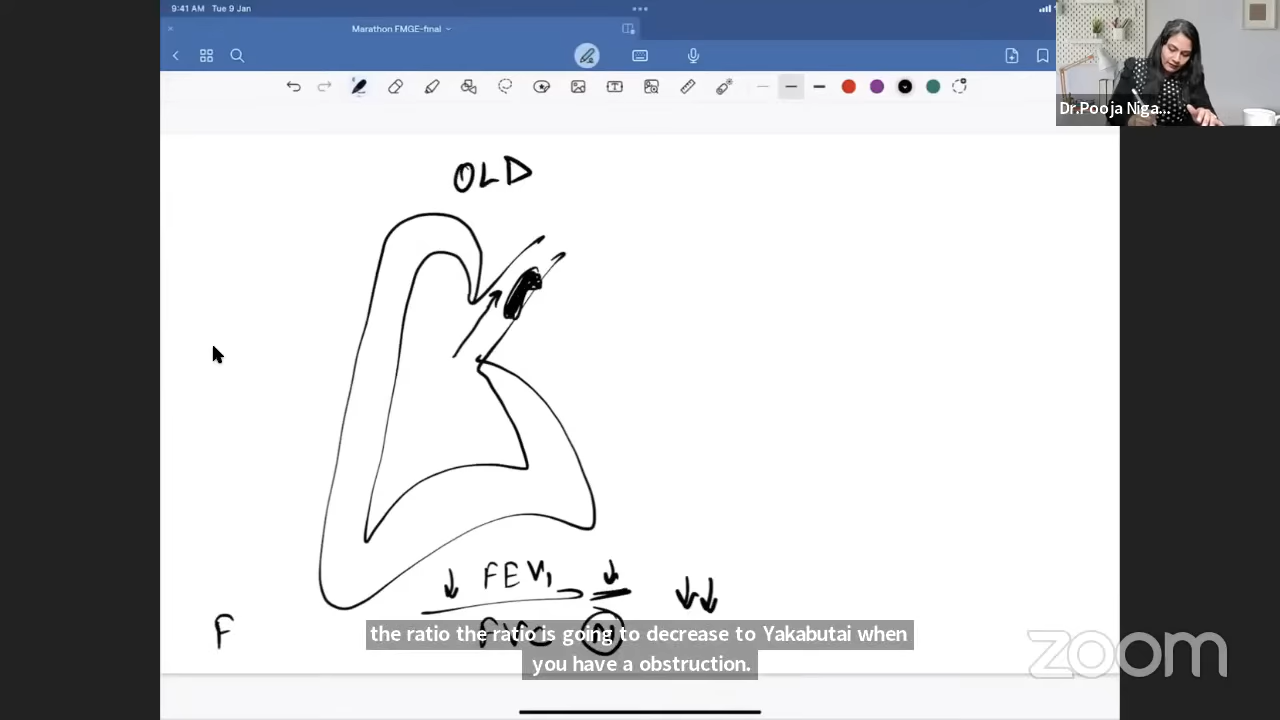 9:41 AM Tue 9 Jan
Marathon FMGE-final
Dr.Pooja Niga...
OLD
↓ FEV₁ ↓ ↓↓
FVC N
F
the ratio the ratio is going to decrease to Yakabutai when
you have a obstruction.
zoom